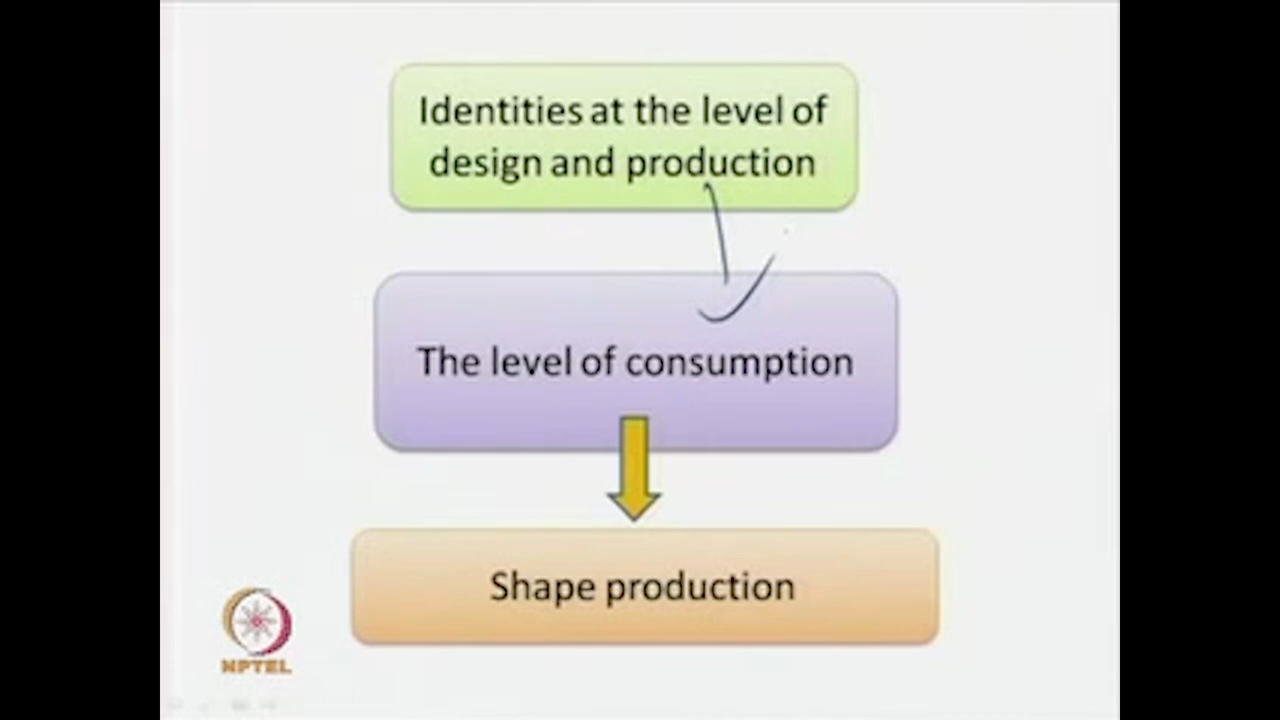 Identities at the level of
design and production
The level of consumption
Shape production
NPTEL